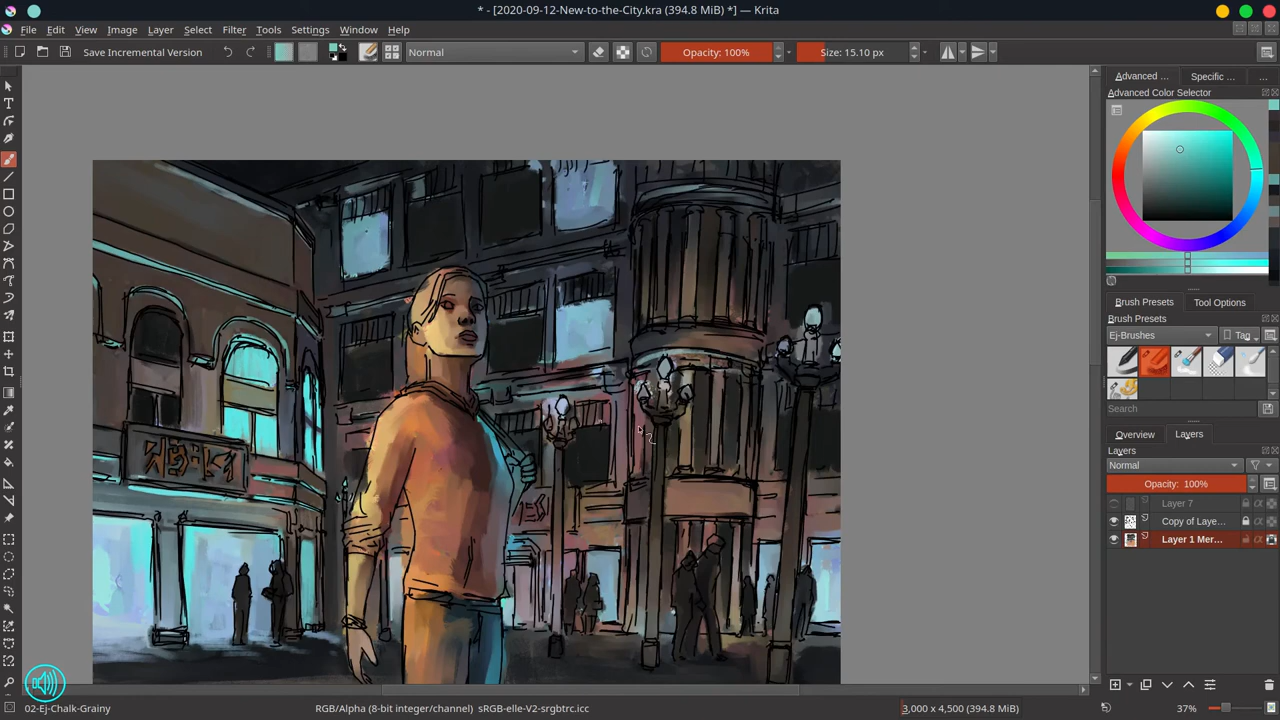 * - [2020-09-12-New-to-the-City.kra (394.8 MiB) *] — Krita
File Edit View Image Layer Select Filter Tools Settings Window Help
Save Incremental Version Normal Opacity: 100% Size: 15.10 px
Advanced ... Specific ... ...
Advanced Color Selector
Brush Presets Tool Options
Brush Presets
Ej-Brushes Tag
Search
Overview Layers
Layers
Normal
Opacity: 100%
Layer 7
Copy of Laye...
Layer 1 Mer...
02-Ej-Chalk-Grainy RGB/Alpha (8-bit integer/channel) sRGB-elle-V2-srgbtrc.icc 3,000 x 4,500 (394.8 MiB) 37%